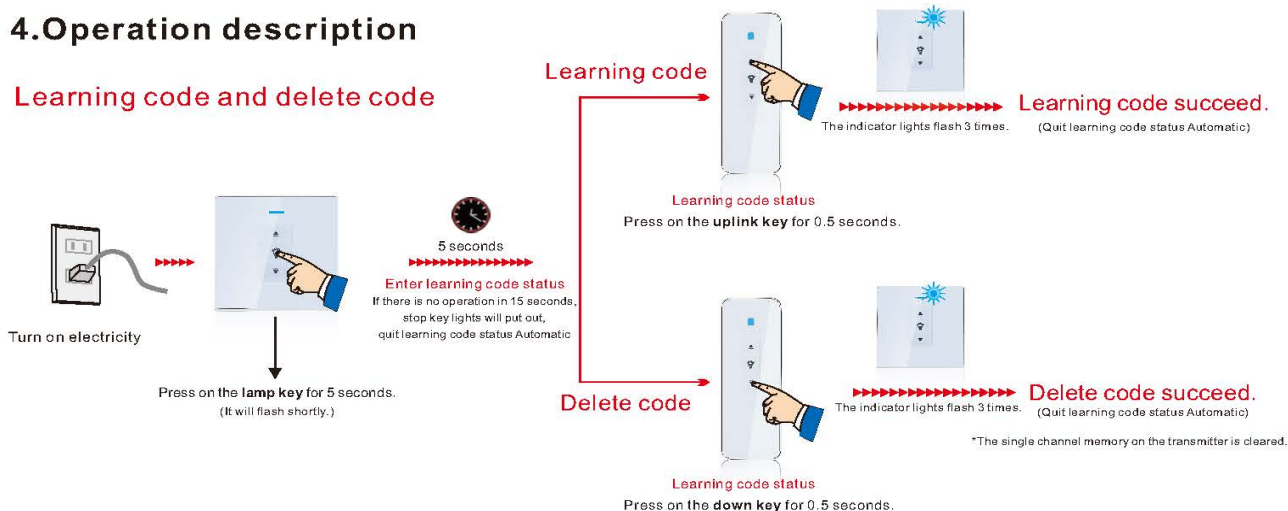 4.Operation description
Learning code and delete code
Turn on electricity
Press on the lamp key for 5 seconds.
(It will flash shortly.)
5 seconds
Enter learning code status
If there is no operation in 15 seconds,
stop key lights will put out,
quit learning code status Automatic
Learning code
Learning code status
Press on the uplink key for 0.5 seconds.
The indicator lights flash 3 times.
Learning code succeed.
(Quit learning code status Automatic)
Delete code
Learning code status
Press on the down key for 0.5 seconds.
The indicator lights flash 3 times.
Delete code succeed.
(Quit learning code status Automatic)
*The single channel memory on the transmitter is cleared.